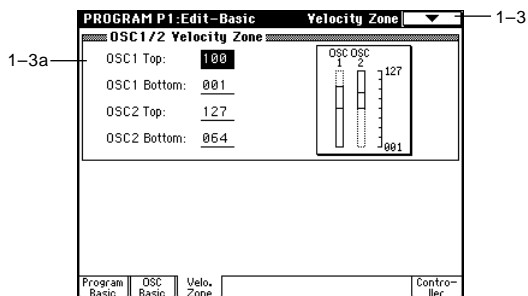 PROGRAM P1:Edit-Basic Velocity Zone 1–3
OSC1/2 Velocity Zone
1–3a OSC1 Top: 100
OSC1 Bottom: 001
OSC2 Top: 127
OSC2 Bottom: 064
OSC OSC
1 2
127
001
Program Basic
OSC Basic
Velo. Zone
Contro-ller